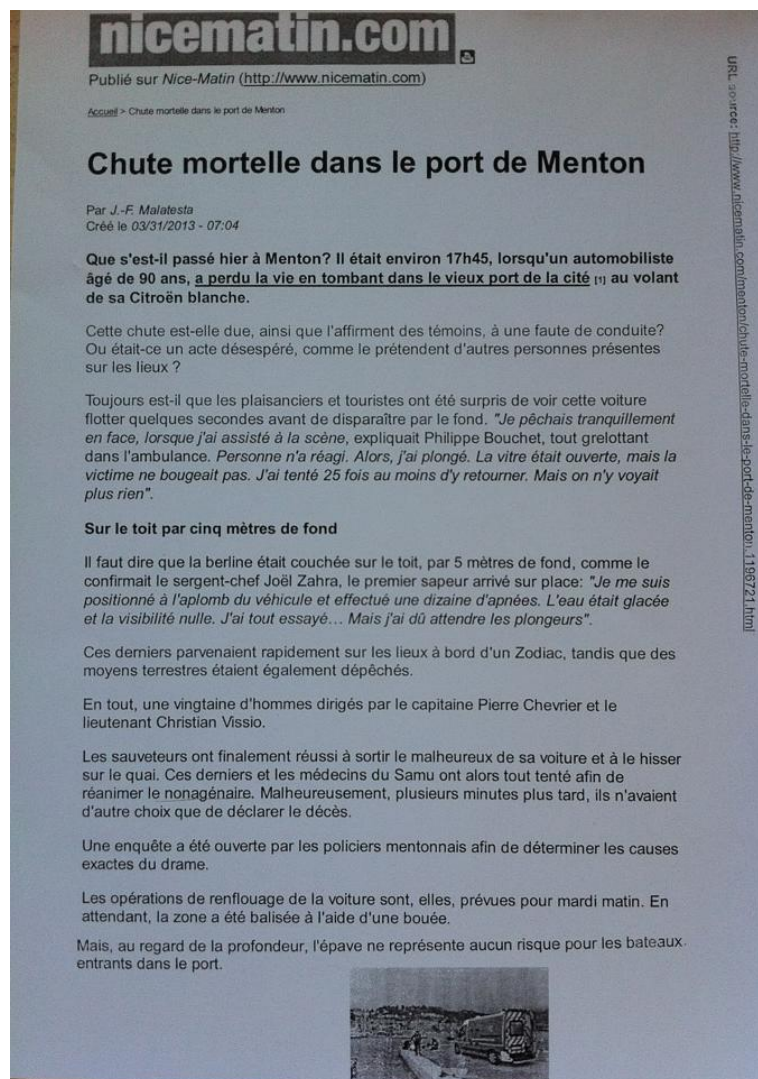 nicematin.com
Publié sur Nice-Matin (http://www.nicematin.com)
Accueil > Chute mortelle dans le port de Menton
Chute mortelle dans le port de Menton
Par J.-F. Malatesta
Créé le 03/31/2013 - 07:04
Que s'est-il passé hier à Menton? Il était environ 17h45, lorsqu'un automobiliste
âgé de 90 ans, a perdu la vie en tombant dans le vieux port de la cité [1] au volant
de sa Citroën blanche.
Cette chute est-elle due, ainsi que l'affirment des témoins, à une faute de conduite?
Ou était-ce un acte désespéré, comme le prétendent d'autres personnes présentes
sur les lieux ?
Toujours est-il que les plaisanciers et touristes ont été surpris de voir cette voiture
flotter quelques secondes avant de disparaître par le fond. "Je pêchais tranquillement
en face, lorsque j'ai assisté à la scène, expliquait Philippe Bouchet, tout grelottant
dans l'ambulance. Personne n'a réagi. Alors, j'ai plongé. La vitre était ouverte, mais la
victime ne bougeait pas. J'ai tenté 25 fois au moins d'y retourner. Mais on n'y voyait
plus rien".
Sur le toit par cinq mètres de fond
Il faut dire que la berline était couchée sur le toit, par 5 mètres de fond, comme le
confirmait le sergent-chef Joël Zahra, le premier sapeur arrivé sur place: "Je me suis
positionné à l'aplomb du véhicule et effectué une dizaine d'apnées. L'eau était glacée
et la visibilité nulle. J'ai tout essayé... Mais j'ai dû attendre les plongeurs".
Ces derniers parvenaient rapidement sur les lieux à bord d'un Zodiac, tandis que des
moyens terrestres étaient également dépêchés.
En tout, une vingtaine d'hommes dirigés par le capitaine Pierre Chevrier et le
lieutenant Christian Vissio.
Les sauveteurs ont finalement réussi à sortir le malheureux de sa voiture et à le hisser
sur le quai. Ces derniers et les médecins du Samu ont alors tout tenté afin de
réanimer le nonagénaire. Malheureusement, plusieurs minutes plus tard, ils n'avaient
d'autre choix que de déclarer le décès.
Une enquête a été ouverte par les policiers mentonnais afin de déterminer les causes
exactes du drame.
Les opérations de renflouage de la voiture sont, elles, prévues pour mardi matin. En
attendant, la zone a été balisée à l'aide d'une bouée.
Mais, au regard de la profondeur, l'épave ne représente aucun risque pour les bateaux
entrants dans le port.
URL source: http://www.nicematin.com/menton/chute-mortelle-dans-le-port-de-menton.1196721.html